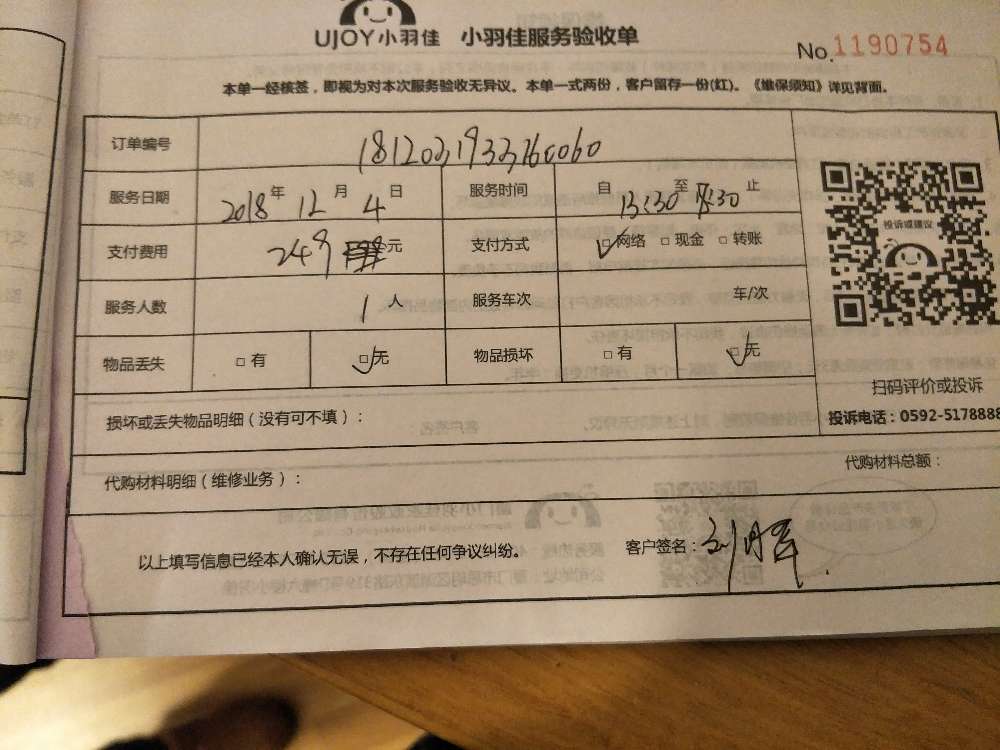 UJOY小羽佳 小羽佳服务验收单
No.1190754
本单一经核签，即视为对本次服务验收无异议。本单一式两份，客户留存一份(红)。《维保须知》详见背面。
订单编号 1812031933160060
服务日期 2018年12月4日 服务时间 自13:30至 :30止
支付费用 249 元 支付方式 □网络 □现金 □转账
服务人数 1人 服务车次 车/次
物品丢失 □有 □无 物品损坏 □有 □无
投诉或建议
扫码评价或投诉
投诉电话：0592-5178888
损坏或丢失物品明细（没有可不填）：
代购材料明细（维修业务）： 代购材料总额：
以上填写信息已经本人确认无误，不存在任何争议纠纷。 客户签名：刘